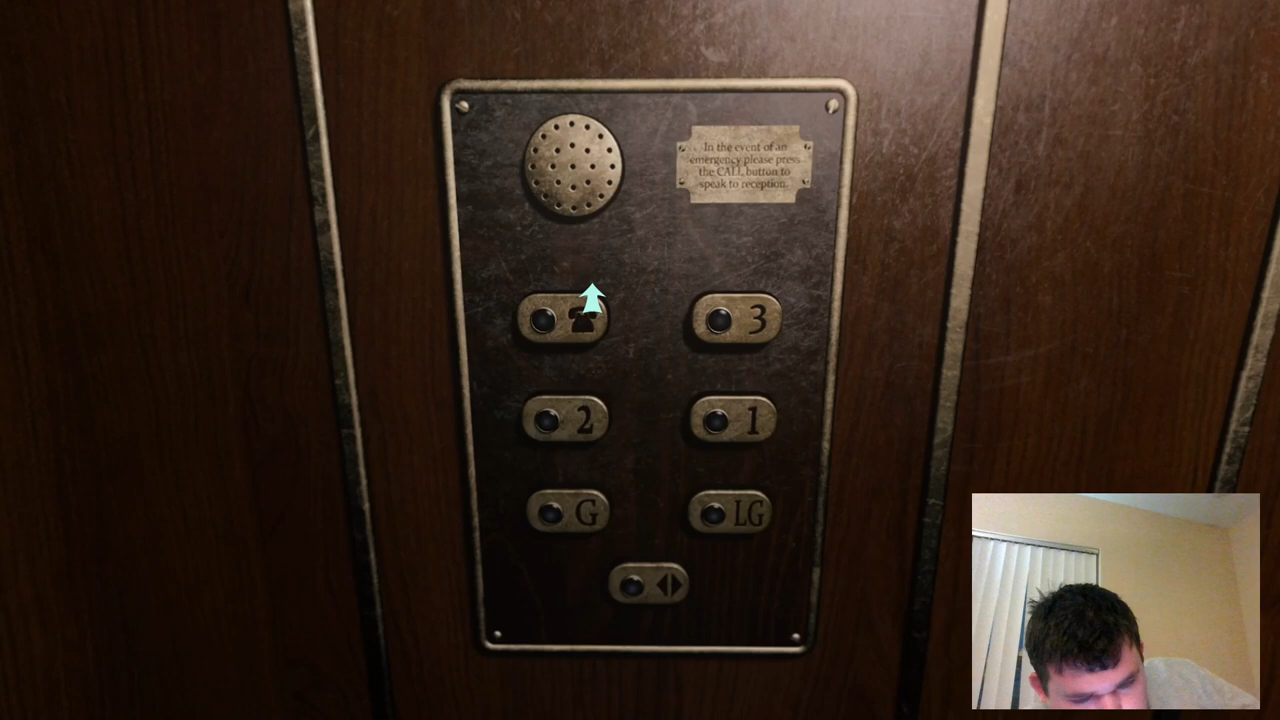 In the event of an
emergency please press
the CALL button to
speak to reception.
3
2 1
G LG